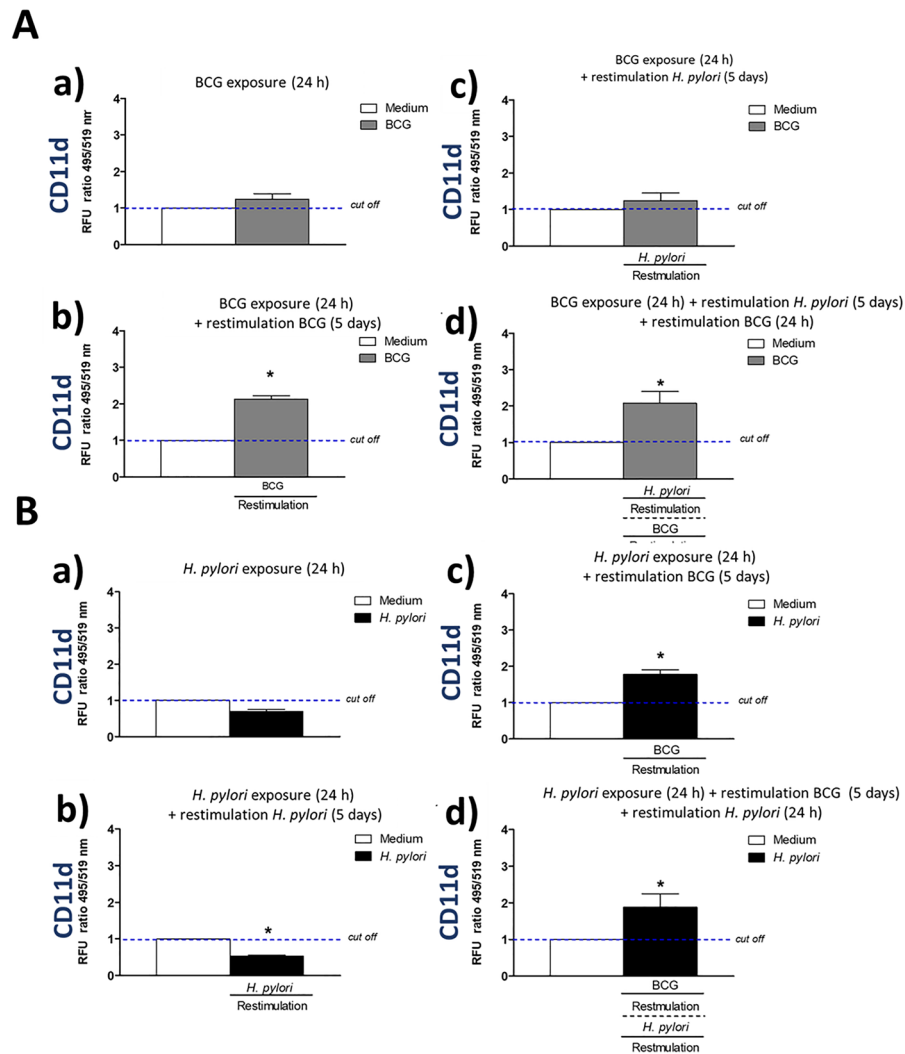 A
a)
BCG exposure (24 h)
CD11d
RFU ratio 495/519 nm
4
3
2
1
0
Medium
BCG
cut off
c)
BCG exposure (24 h)
+ restimulation H. pylori (5 days)
CD11d
RFU ratio 495/519 nm
4
3
2
1
0
Medium
BCG
cut off
H. pylori
Restmulation
b)
BCG exposure (24 h)
+ restimulation BCG (5 days)
CD11d
RFU ratio 495/519 nm
4
3
2
1
0
Medium
BCG
*
cut off
BCG
Restimulation
d)
BCG exposure (24 h) + restimulation H. pylori (5 days)
+ restimulation BCG (24 h)
CD11d
RFU ratio 495/519 nm
4
3
2
1
0
Medium
BCG
*
cut off
H. pylori
Restimulation
BCG
B
a)
H. pylori exposure (24 h)
CD11d
RFU ratio 495/519 nm
4
3
2
1
0
Medium
H. pylori
cut off
c)
H. pylori exposure (24 h)
+ restimulation BCG (5 days)
CD11d
RFU ratio 495/519 nm
4
3
2
1
0
Medium
H. pylori
*
cut off
BCG
Restmulation
b)
H. pylori exposure (24 h)
+ restimulation H. pylori (5 days)
CD11d
RFU ratio 495/519 nm
4
3
2
1
0
Medium
H. pylori
*
cut off
H. pylori
Restimulation
d)
H. pylori exposure (24 h) + restimulation BCG (5 days)
+ restimulation H. pylori (24 h)
CD11d
RFU ratio 495/519 nm
4
3
2
1
0
Medium
H. pylori
*
cut off
BCG
Restmulation
H. pylori
Restmulation